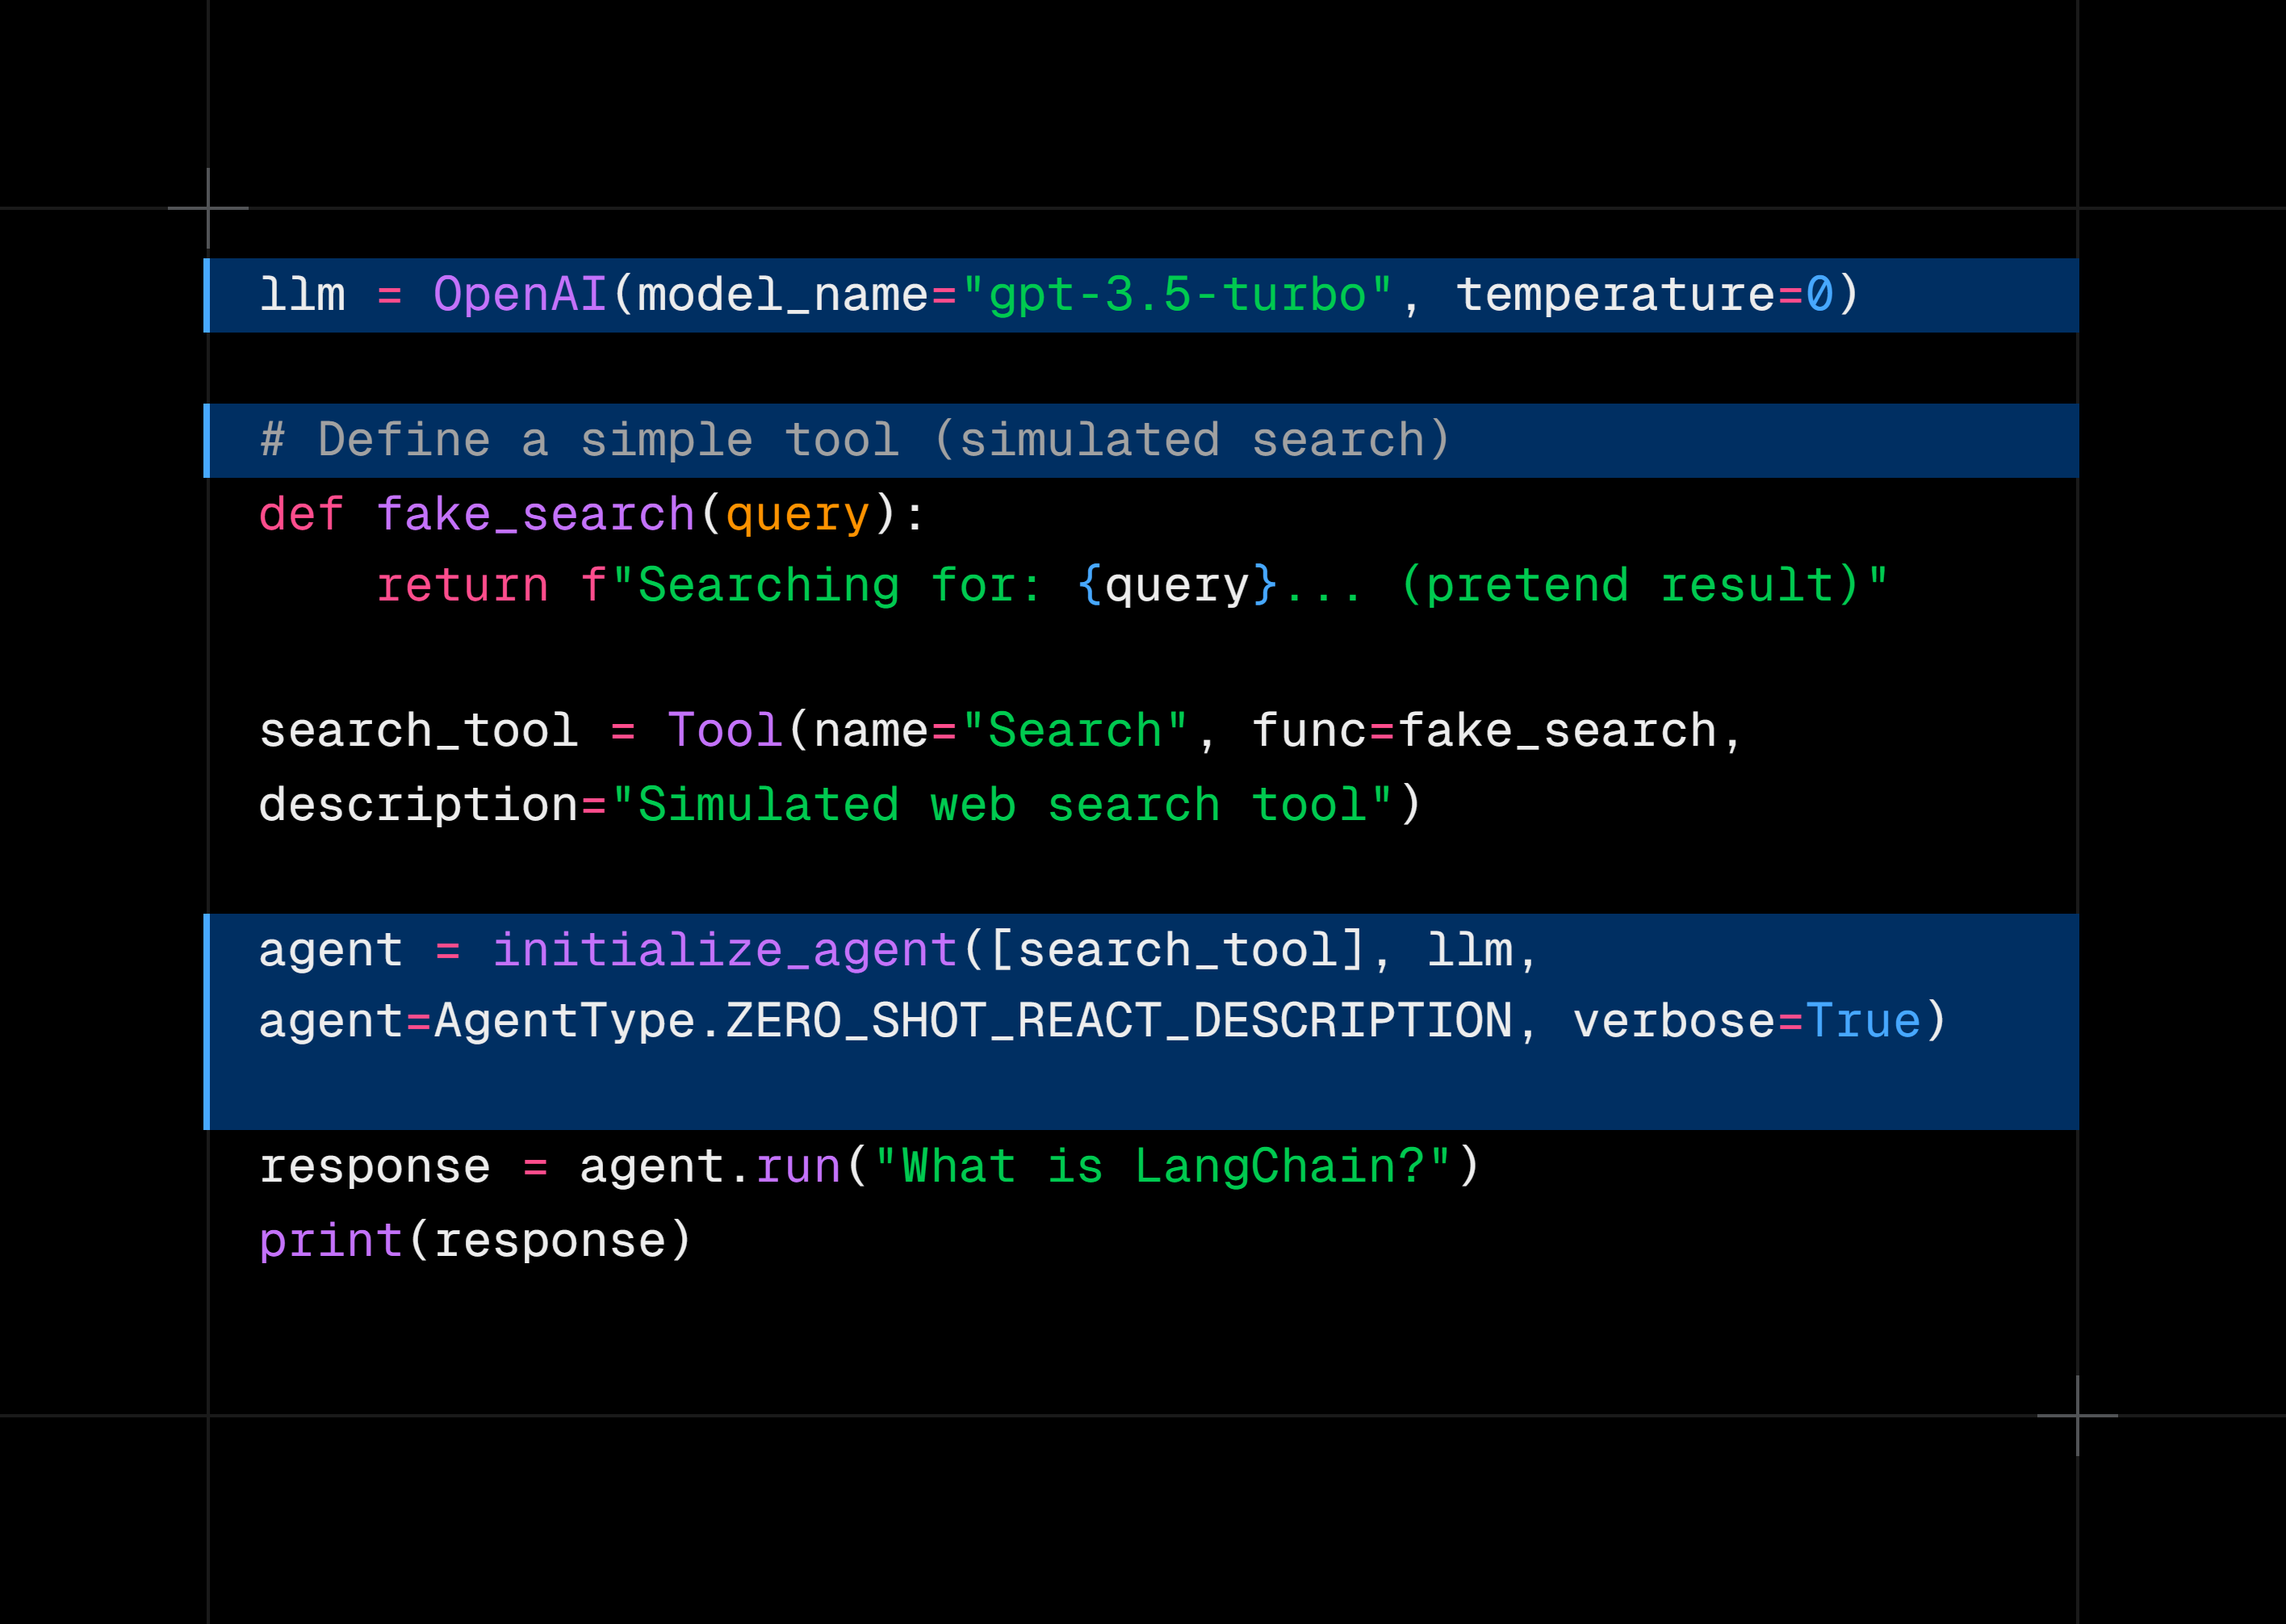 llm = OpenAI(model_name="gpt-3.5-turbo", temperature=0)
# Define a simple tool (simulated search)
def fake_search(query):
    return f"Searching for: {query}... (pretend result)"
search_tool = Tool(name="Search", func=fake_search,
description="Simulated web search tool")
agent = initialize_agent([search_tool], llm,
agent=AgentType.ZERO_SHOT_REACT_DESCRIPTION, verbose=True)
response = agent.run("What is LangChain?")
print(response)